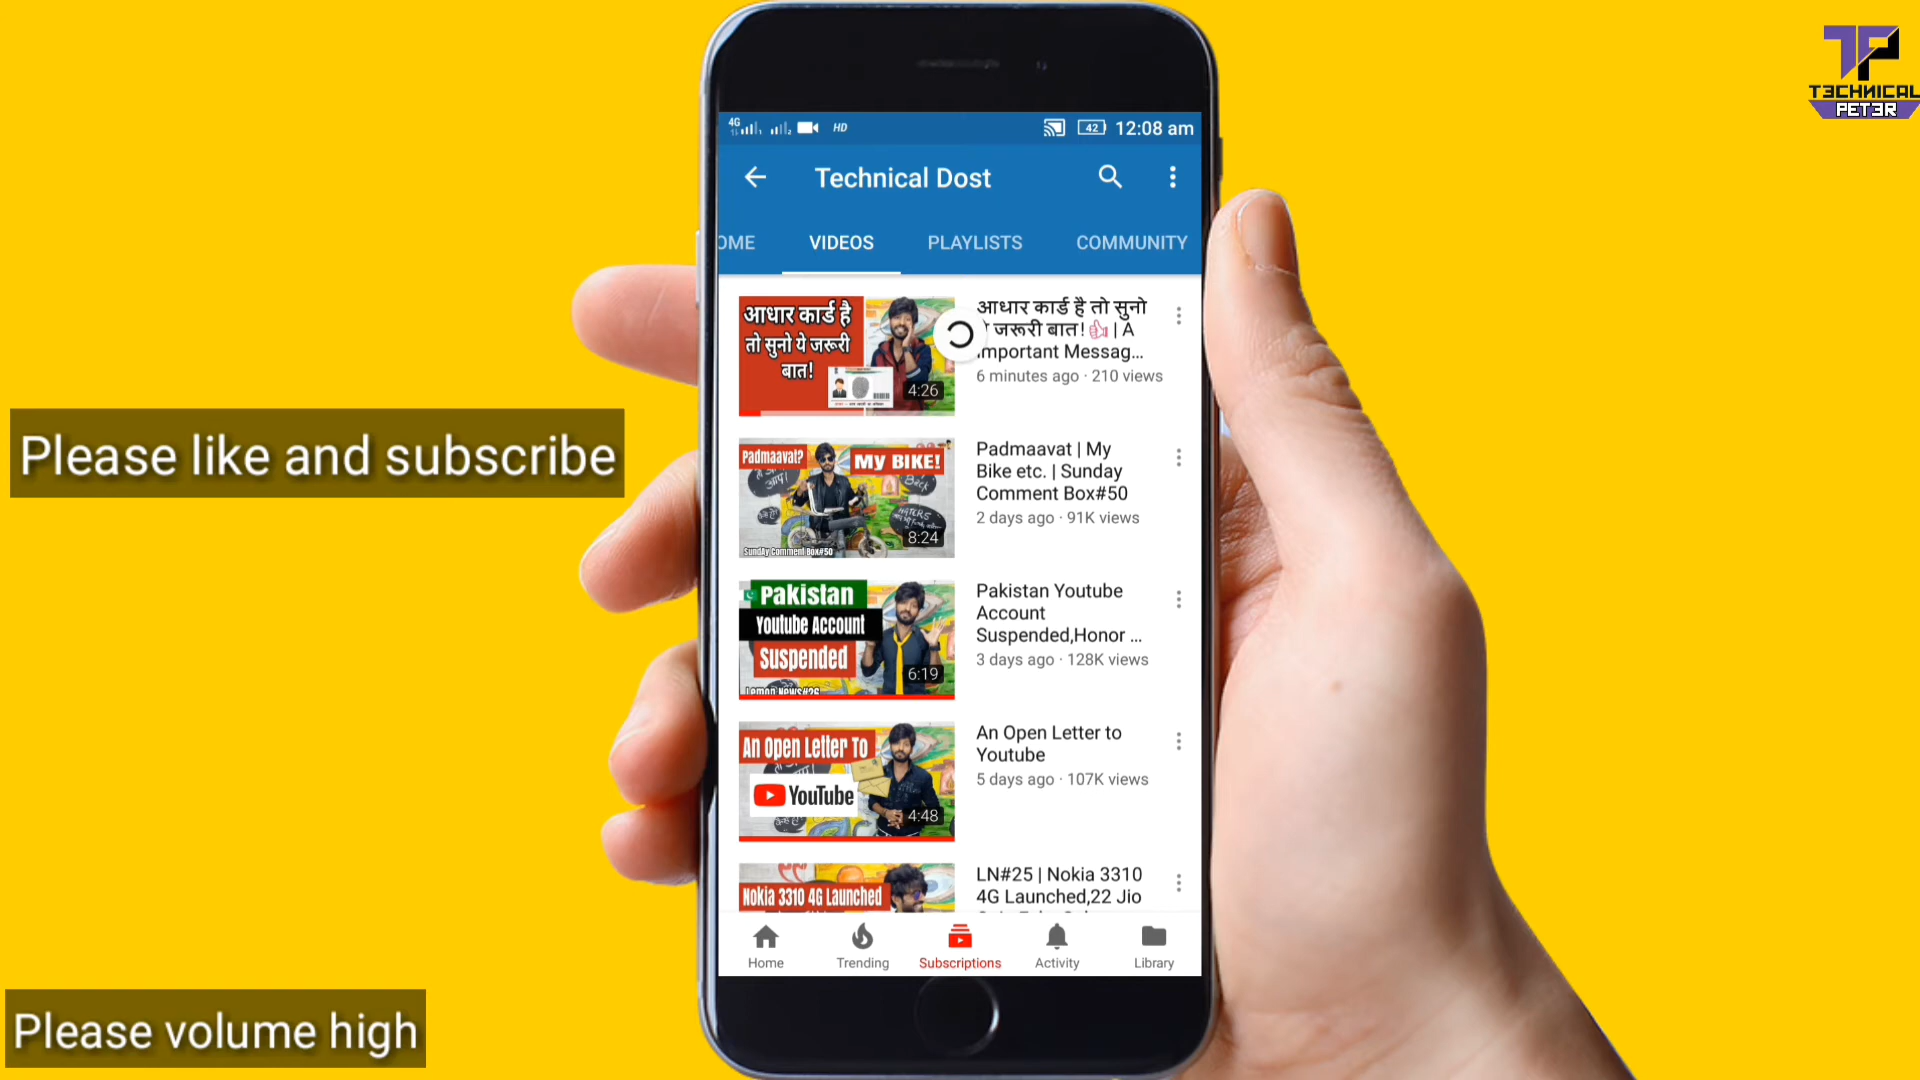 TECHNICAL
PETER
4G
HD
42
12:08 am
Technical Dost
OME
VIDEOS
PLAYLISTS
COMMUNITY
आधार कार्ड है
तो सुनो ये जरूरी
बात!
4:26
आधार कार्ड है तो सुनो
जरूरी बात! | A
mportant Messag...
6 minutes ago · 210 views
Padmaavat?
MY BIKE!
8:24
Sunday Comment Box#50
Padmaavat | My
Bike etc. | Sunday
Comment Box#50
2 days ago · 91K views
Pakistan
Youtube Account
Suspended
6:19
Lemon News#26
Pakistan Youtube
Account
Suspended,Honor ...
3 days ago · 128K views
An Open Letter To
YouTube
4:48
An Open Letter to
Youtube
5 days ago · 107K views
Nokia 3310 4G Launched
LN#25 | Nokia 3310
4G Launched,22 Jio
Home
Trending
Subscriptions
Activity
Library
Please like and subscribe
Please volume high